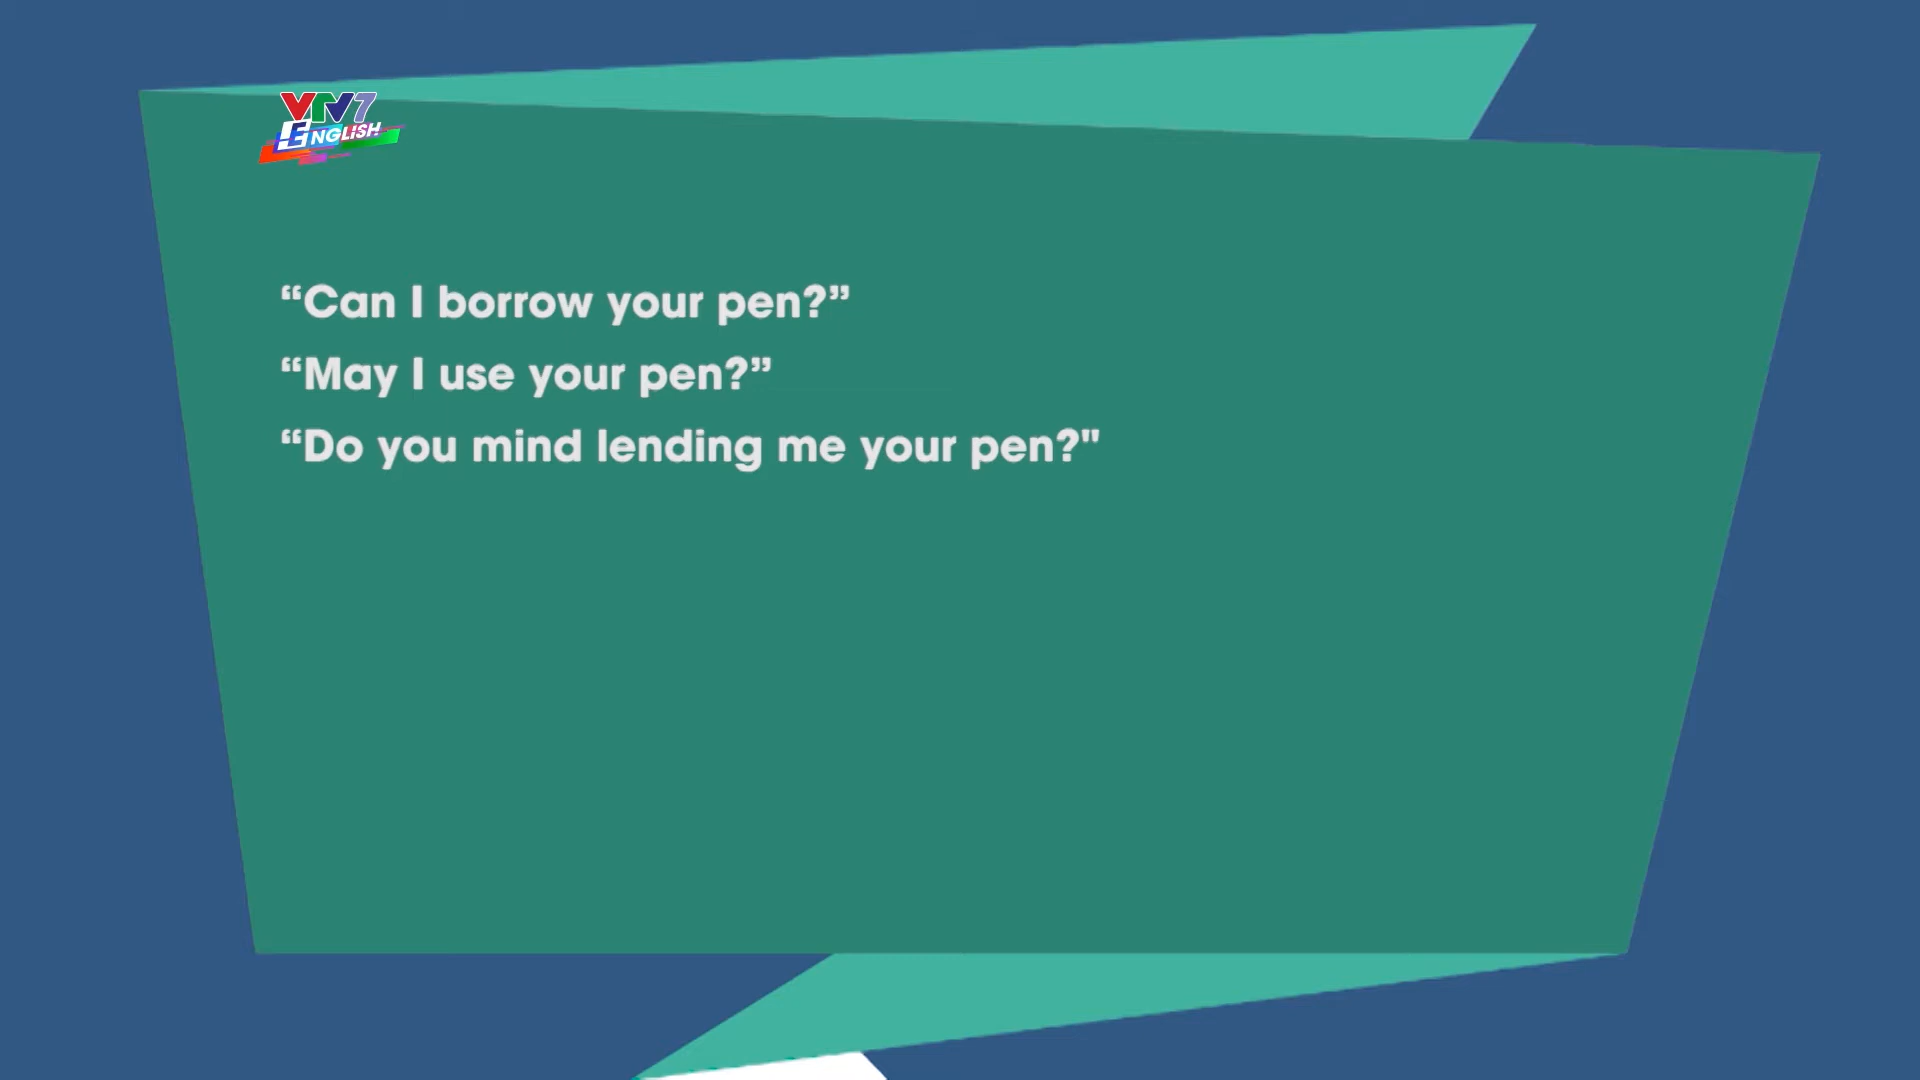 VTV7
ENGLISH
“Can I borrow your pen?”
“May I use your pen?”
“Do you mind lending me your pen?"